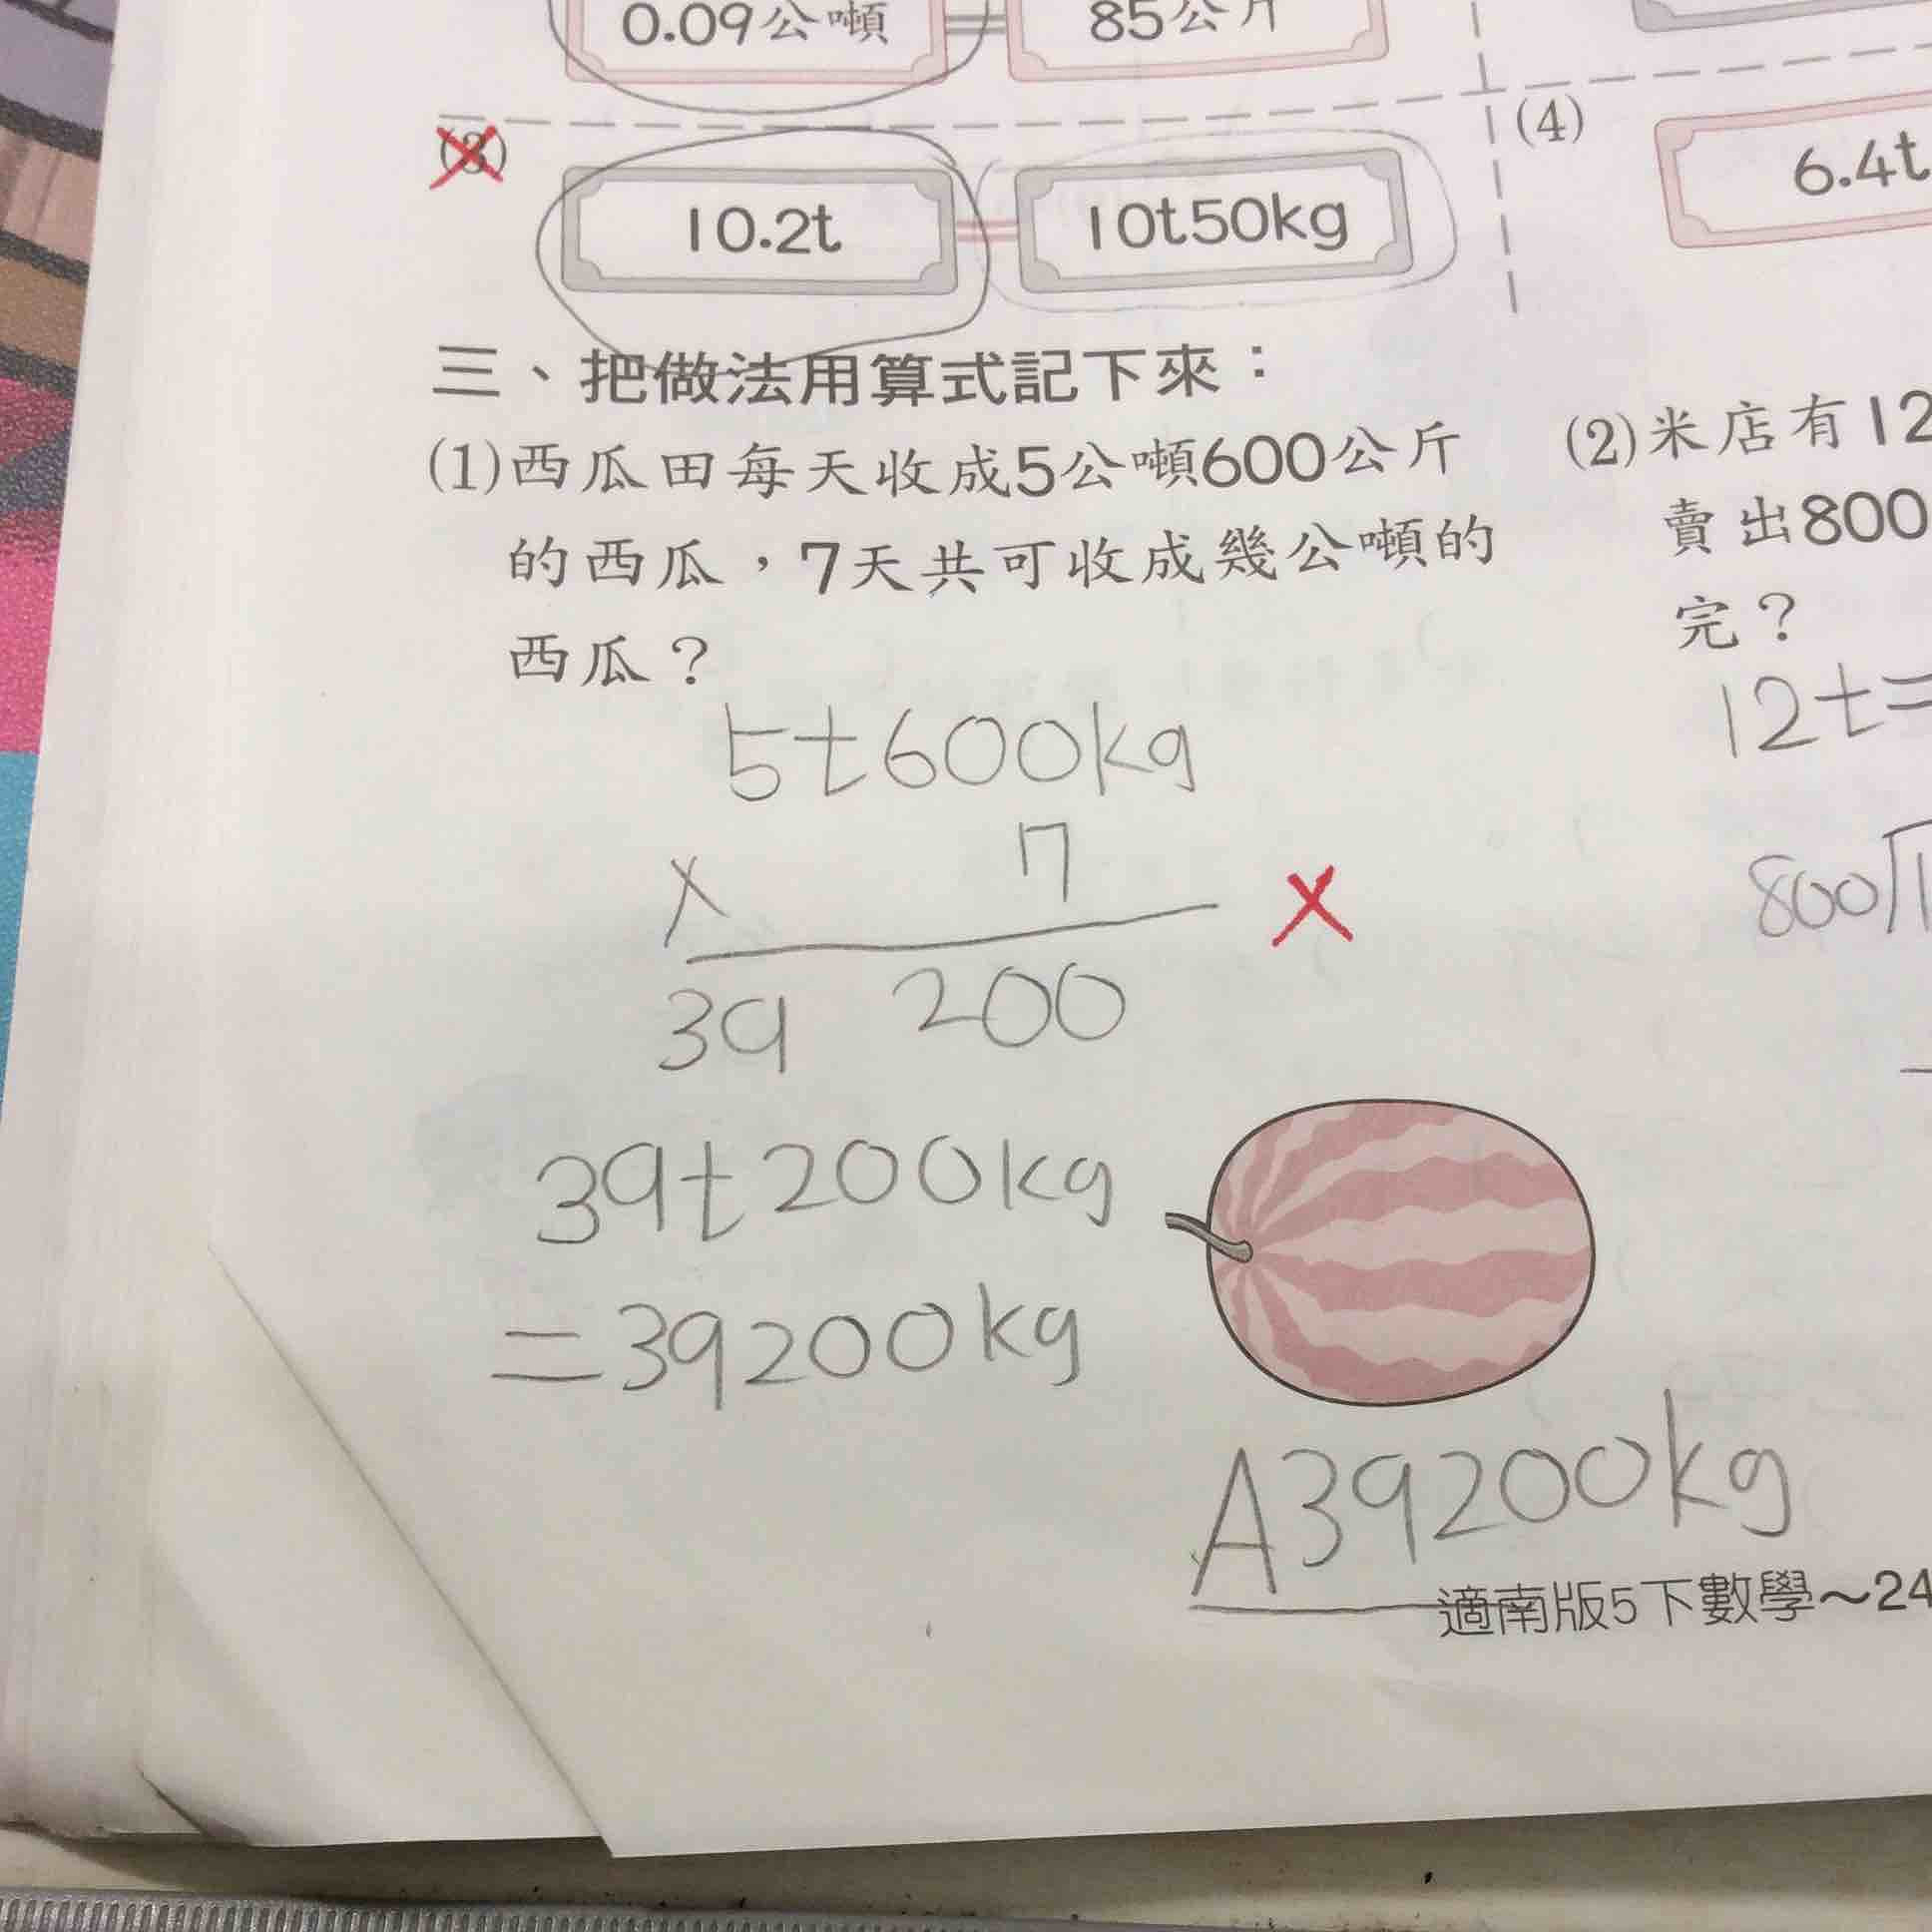 0.09公噸 85公斤
(3) 10.2t 10t50kg
(4) 6.4t
三、把做法用算式記下來：
(1)西瓜田每天收成5公噸600公斤
的西瓜，7天共可收成幾公噸的
西瓜？
5t600kg
× 7
39 200
39t200kg
=39200kg
A39200kg
(2)米店有12
賣出800
完？
12t=
800
適南版5下數學～24